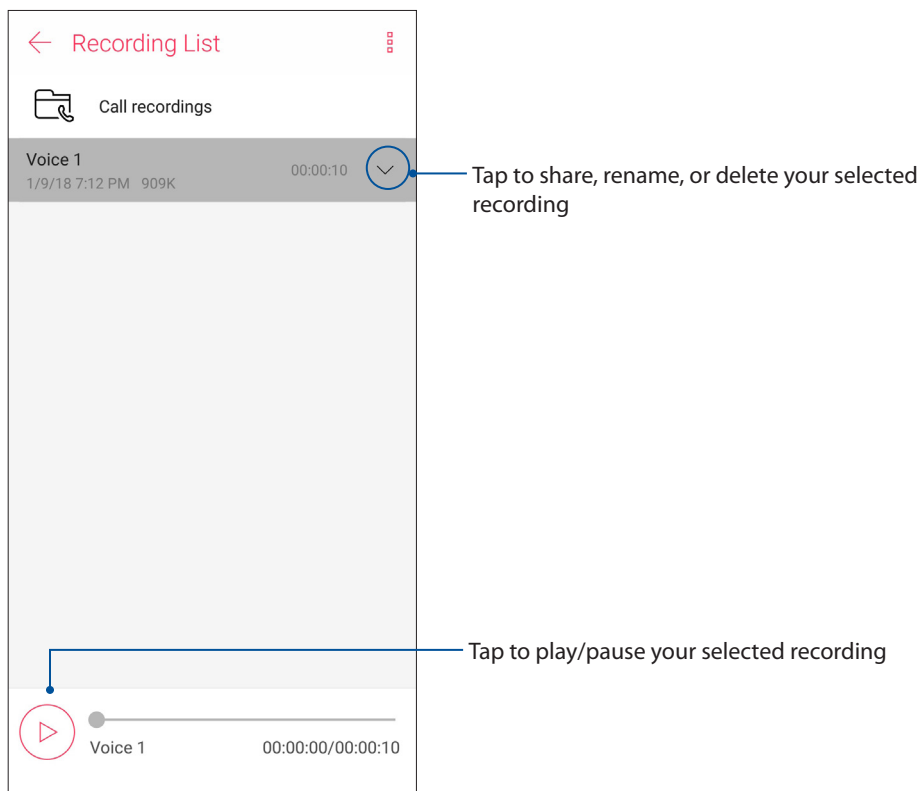 Recording List
Call recordings
Voice 1
1/9/18 7:12 PM 909K
00:00:10
Tap to share, rename, or delete your selected
recording
Tap to play/pause your selected recording
Voice 1
00:00:00/00:00:10